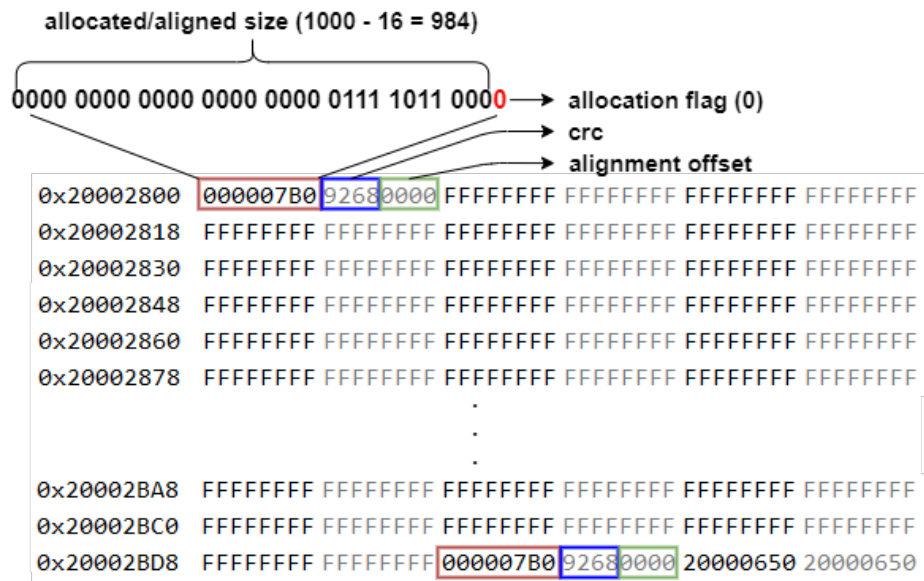 allocated/aligned size (1000 - 16 = 984)
0000 0000 0000 0000 0000 0111 1011 0000 allocation flag (0)
crc
alignment offset
0x20002800 000007B0 92680000 FFFFFFFF FFFFFFFF FFFFFFFF FFFFFFFF
0x20002818 FFFFFFFF FFFFFFFF FFFFFFFF FFFFFFFF FFFFFFFF FFFFFFFF
0x20002830 FFFFFFFF FFFFFFFF FFFFFFFF FFFFFFFF FFFFFFFF FFFFFFFF
0x20002848 FFFFFFFF FFFFFFFF FFFFFFFF FFFFFFFF FFFFFFFF FFFFFFFF
0x20002860 FFFFFFFF FFFFFFFF FFFFFFFF FFFFFFFF FFFFFFFF FFFFFFFF
0x20002878 FFFFFFFF FFFFFFFF FFFFFFFF FFFFFFFF FFFFFFFF FFFFFFFF
.
.
.
0x20002BA8 FFFFFFFF FFFFFFFF FFFFFFFF FFFFFFFF FFFFFFFF FFFFFFFF
0x20002BC0 FFFFFFFF FFFFFFFF FFFFFFFF FFFFFFFF FFFFFFFF FFFFFFFF
0x20002BD8 FFFFFFFF FFFFFFFF 000007B0 92680000 20000650 20000650